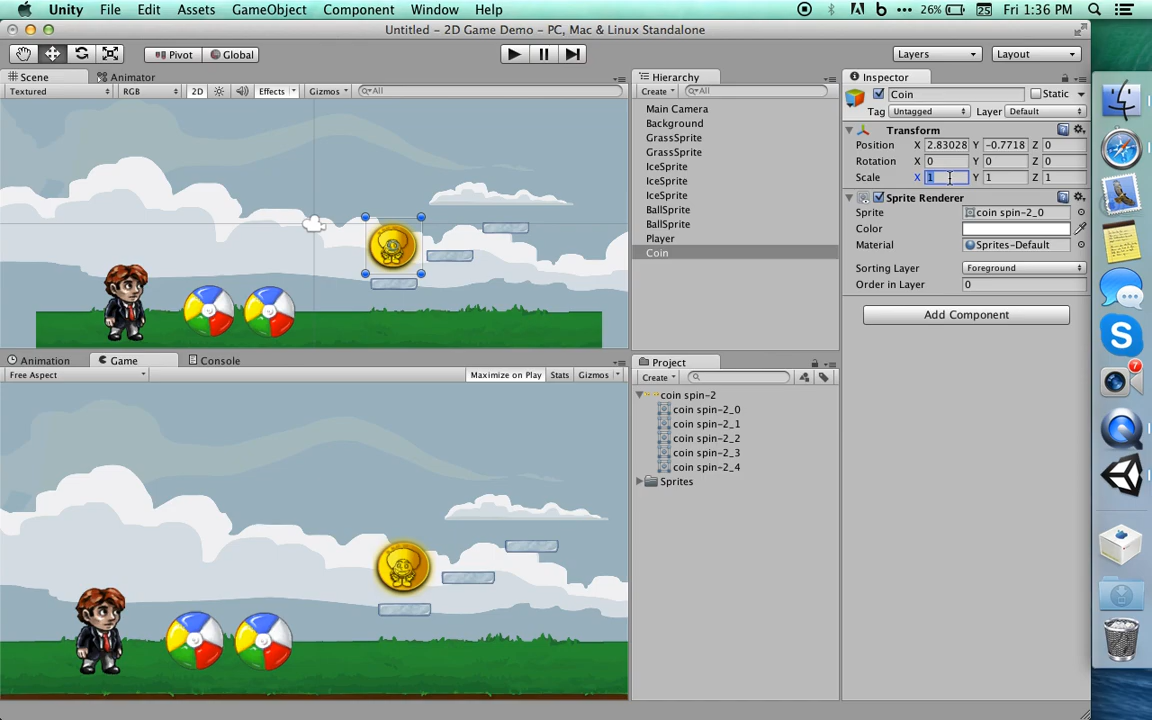 Unity File Edit Assets GameObject Component Window Help 26% 25 Fri 1:36 PM
Untitled - 2D Game Demo - PC, Mac & Linux Standalone
Pivot Global Layers Layout
Scene Animator
Textured RGB 2D Effects Gizmos All
Hierarchy
Create All
Main Camera
Background
GrassSprite
GrassSprite
IceSprite
IceSprite
IceSprite
BallSprite
BallSprite
Player
Coin
Inspector
Coin Static
Tag Untagged Layer Default
Transform
Position X 2.83028 Y -0.7718 Z 0
Rotation X 0 Y 0 Z 0
Scale X 1 Y 1 Z 1
Sprite Renderer
Sprite coin spin-2_0
Color
Material Sprites-Default
Sorting Layer Foreground
Order in Layer 0
Add Component
Animation Game Console
Free Aspect Maximize on Play Stats Gizmos
Project
Create
coin spin-2
coin spin-2_0
coin spin-2_1
coin spin-2_2
coin spin-2_3
coin spin-2_4
Sprites
7